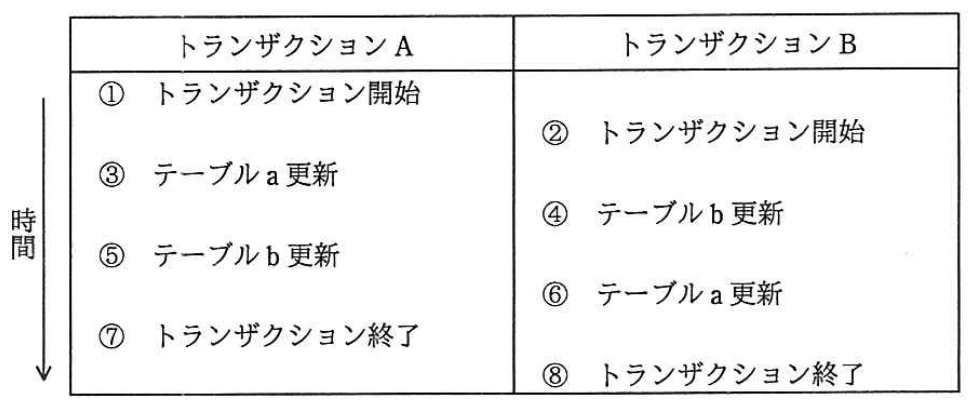 トランザクションA
トランザクションB
① トランザクション開始
② トランザクション開始
③ テーブルa更新
④ テーブルb更新
時間
⑤ テーブルb更新
⑥ テーブルa更新
⑦ トランザクション終了
⑧ トランザクション終了